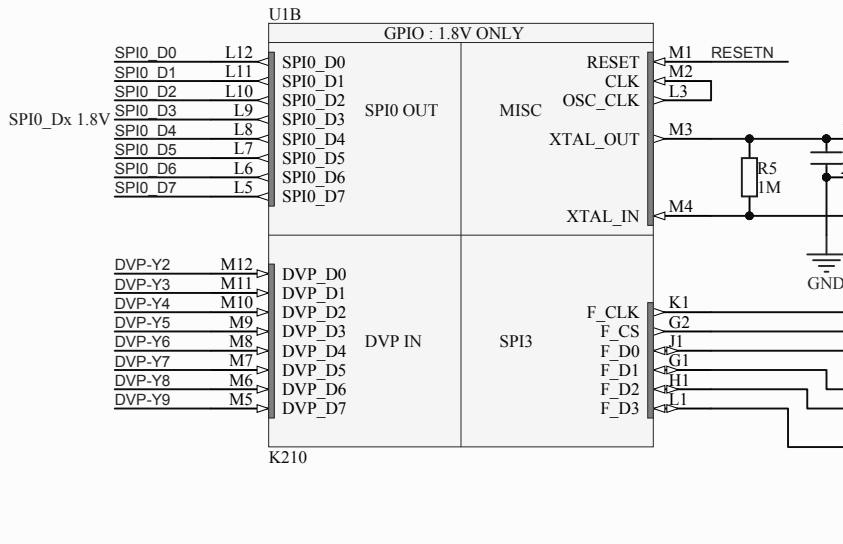 U1B
GPIO : 1.8V ONLY
SPI0_D0 L12 SPI0_D0 RESET M1 RESETN
SPI0_D1 L11 SPI0_D1 CLK M2
SPI0_D2 L10 SPI0_D2 OSC_CLK L3
SPI0_Dx 1.8V SPI0_D3 L9 SPI0_D3 SPI0 OUT MISC
SPI0_D4 L8 SPI0_D4 XTAL_OUT M3
SPI0_D5 L7 SPI0_D5
SPI0_D6 L6 SPI0_D6 R5
SPI0_D7 L5 SPI0_D7 1M
XTAL_IN M4
DVP-Y2 M12 DVP_D0
DVP-Y3 M11 DVP_D1 GND
DVP-Y4 M10 DVP_D2 F_CLK K1
DVP-Y5 M9 DVP_D3 F_CS G2
DVP-Y6 M8 DVP_D4 DVP IN SPI3 F_D0 J1
DVP-Y7 M7 DVP_D5 F_D1 G1
DVP-Y8 M6 DVP_D6 F_D2 H1
DVP-Y9 M5 DVP_D7 F_D3 L1
K210